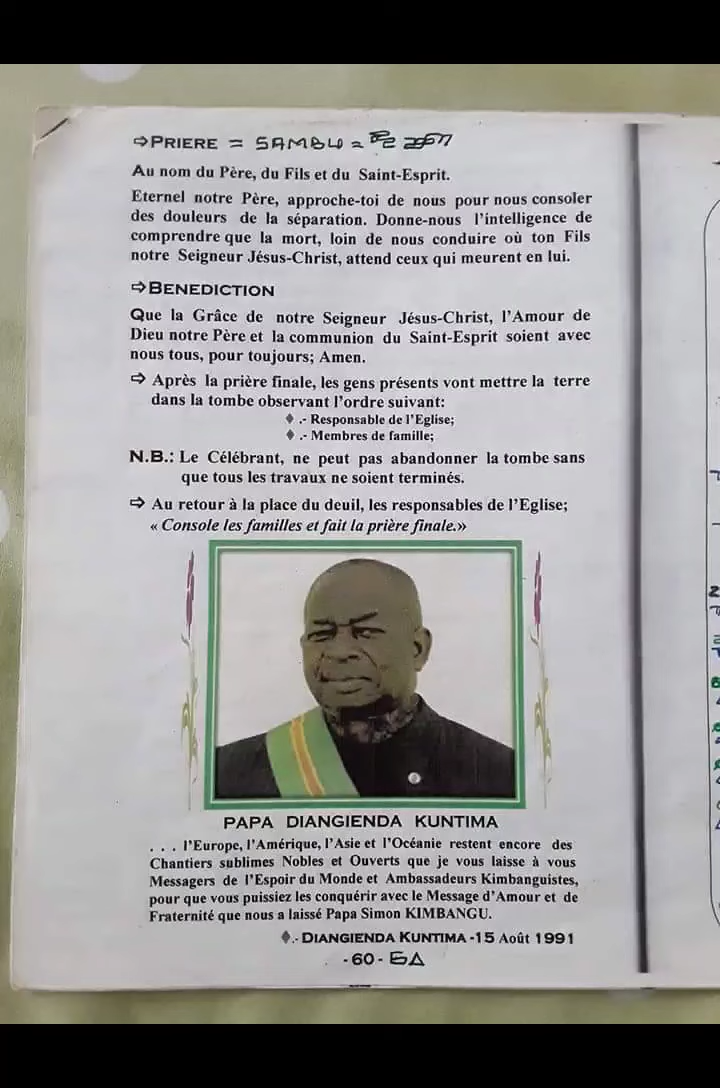 ⇨PRIERE = SAMBU =
Au nom du Père, du Fils et du Saint-Esprit.
Eternel notre Père, approche-toi de nous pour nous consoler
des douleurs de la séparation. Donne-nous l'intelligence de
comprendre que la mort, loin de nous conduire où ton Fils
notre Seigneur Jésus-Christ, attend ceux qui meurent en lui.
⇨BENEDICTION
Que la Grâce de notre Seigneur Jésus-Christ, l'Amour de
Dieu notre Père et la communion du Saint-Esprit soient avec
nous tous, pour toujours; Amen.
⇨ Après la prière finale, les gens présents vont mettre la terre
dans la tombe observant l'ordre suivant:
♦ .- Responsable de l'Eglise;
♦ .- Membres de famille;
N.B.: Le Célébrant, ne peut pas abandonner la tombe sans
que tous les travaux ne soient terminés.
⇨ Au retour à la place du deuil, les responsables de l'Eglise;
« Console les familles et fait la prière finale.»
PAPA DIANGIENDA KUNTIMA
. . . l'Europe, l'Amérique, l'Asie et l'Océanie restent encore des
Chantiers sublimes Nobles et Ouverts que je vous laisse à vous
Messagers de l'Espoir du Monde et Ambassadeurs Kimbanguistes,
pour que vous puissiez les conquérir avec le Message d'Amour et de
Fraternité que nous a laissé Papa Simon KIMBANGU.
♦.- DIANGIENDA KUNTIMA -15 Août 1991
- 60 -